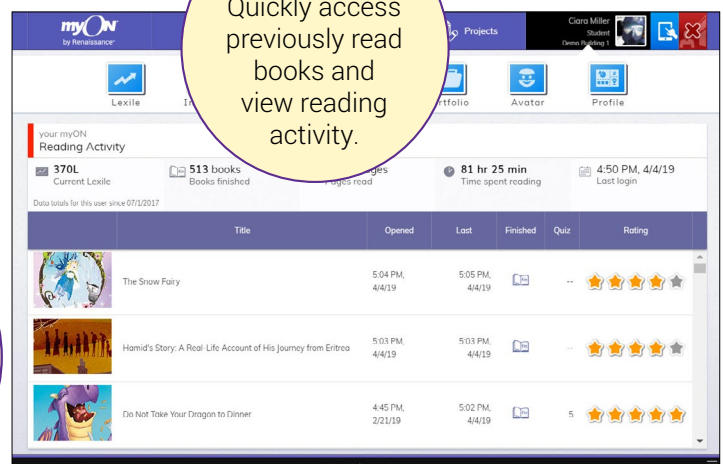 Quickly access
previously read
books and
view reading
activity.
myON
by Renaissance
Projects
Ciara Miller
Student
Demo Building 1
Lexile
Avatar
Profile
your myON
Reading Activity
370L
Current Lexile
513 books
Books finished
81 hr 25 min
Time spent reading
4:50 PM, 4/4/19
Last login
Data totals for this user since 07/1/2017
Title Opened Last Finished Quiz Rating
The Snow Fairy 5:04 PM, 4/4/19 5:05 PM, 4/4/19 --
Hamid's Story: A Real-Life Account of His Journey from Eritrea 5:03 PM, 4/4/19 5:03 PM, 4/4/19 --
Do Not Take Your Dragon to Dinner 4:45 PM, 2/21/19 5:02 PM, 4/4/19 5